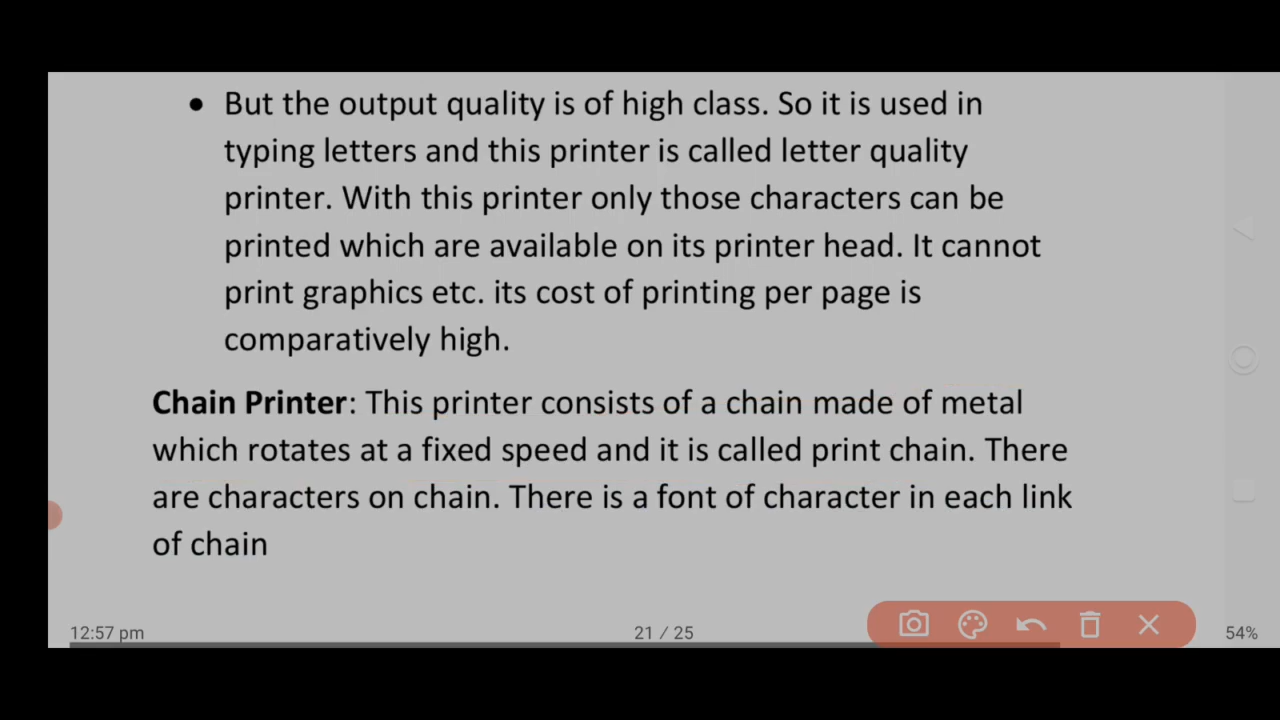 • But the output quality is of high class. So it is used in
typing letters and this printer is called letter quality
printer. With this printer only those characters can be
printed which are available on its printer head. It cannot
print graphics etc. its cost of printing per page is
comparatively high.
Chain Printer: This printer consists of a chain made of metal
which rotates at a fixed speed and it is called print chain. There
are characters on chain. There is a font of character in each link
of chain
12:57 pm
21 / 25
54%